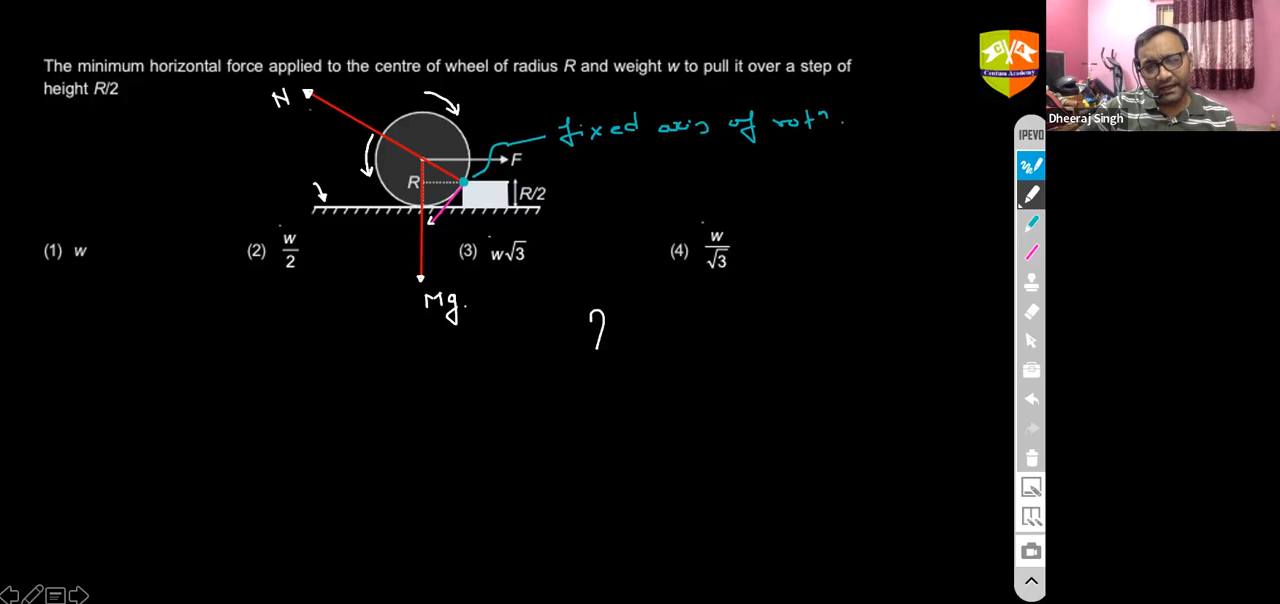 The minimum horizontal force applied to the centre of wheel of radius R and weight w to pull it over a step of
height R/2
N
fixed axis of rotn.
F
R
R/2
(1) w
(2) w/2
(3) w√3
(4) w/√3
Mg.
C A
Centum Academy
Dheeraj Singh
IPEVO